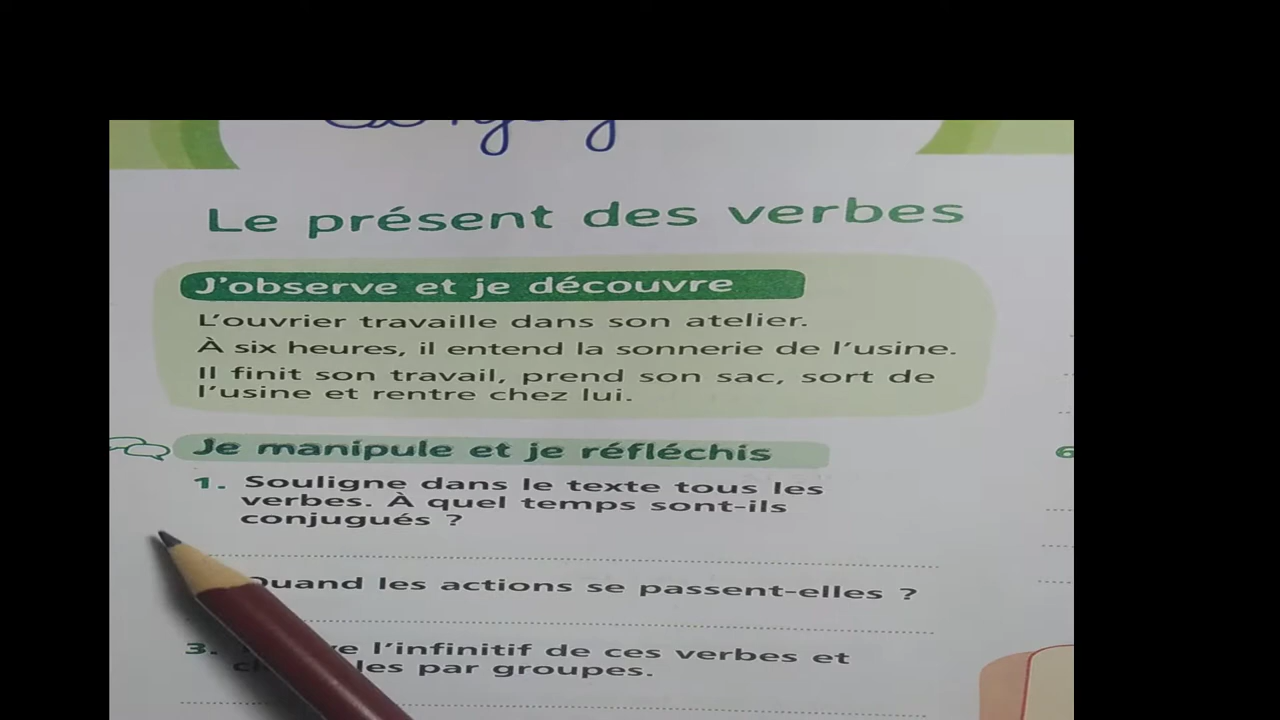 Le présent des verbes
J'observe et je découvre
L'ouvrier travaille dans son atelier.
À six heures, il entend la sonnerie de l'usine.
Il finit son travail, prend son sac, sort de
l'usine et rentre chez lui.
Je manipule et je réfléchis
1. Souligne dans le texte tous les
verbes. À quel temps sont-ils
conjugués ?
Quand les actions se passent-elles ?
3. l'infinitif de ces verbes et
par groupes.
6